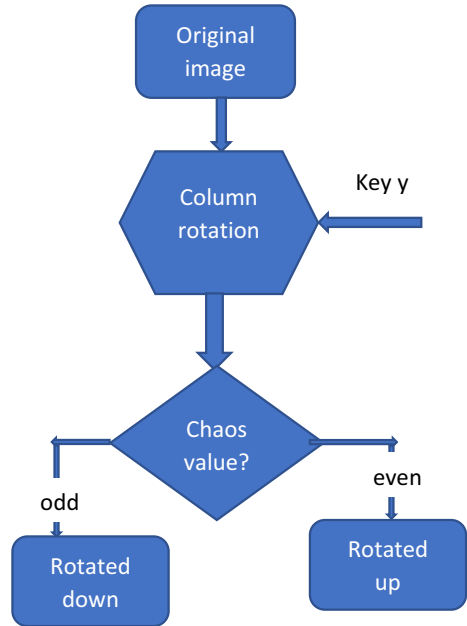 Original
image
Key y
Column
rotation
Chaos
value?
odd
even
Rotated
down
Rotated
up